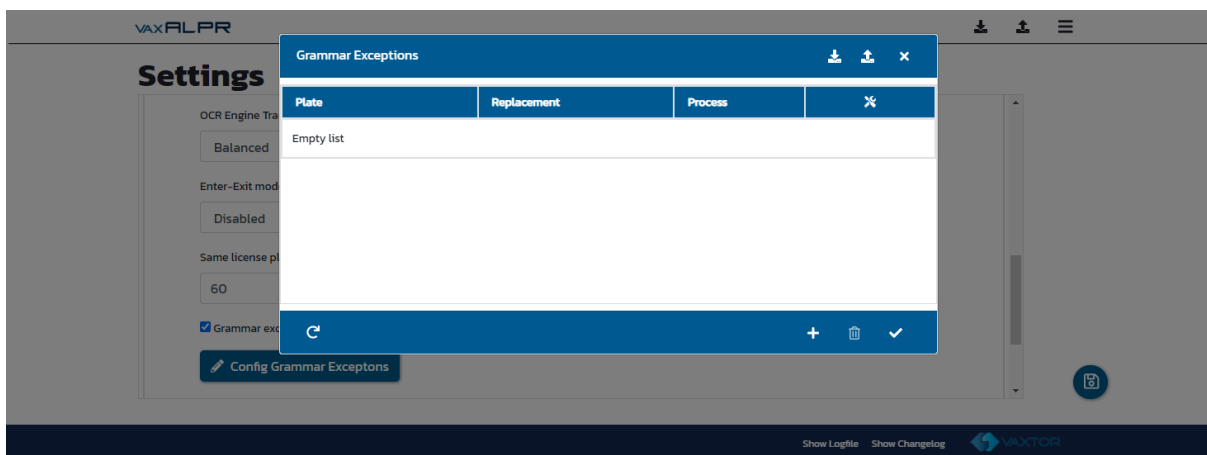 VAXALPR
Grammar Exceptions
Settings
Plate Replacement Process
Empty list
OCR Engine Tra
Balanced
Enter-Exit mod
Disabled
Same license pl
60
Grammar exc
Config Grammar Exceptons
Show Logfile Show Changelog VAXTOR